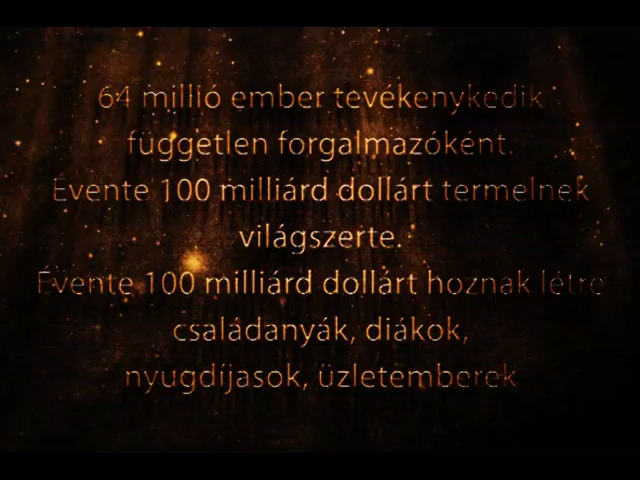 64 millió ember tevékenykedik
független forgalmazóként.
Évente 100 milliárd dollárt termelnek
világszerte.
Évente 100 milliárd dollárt hoznak létre
családanyák, diákok,
nyugdíjasok, üzletemberek